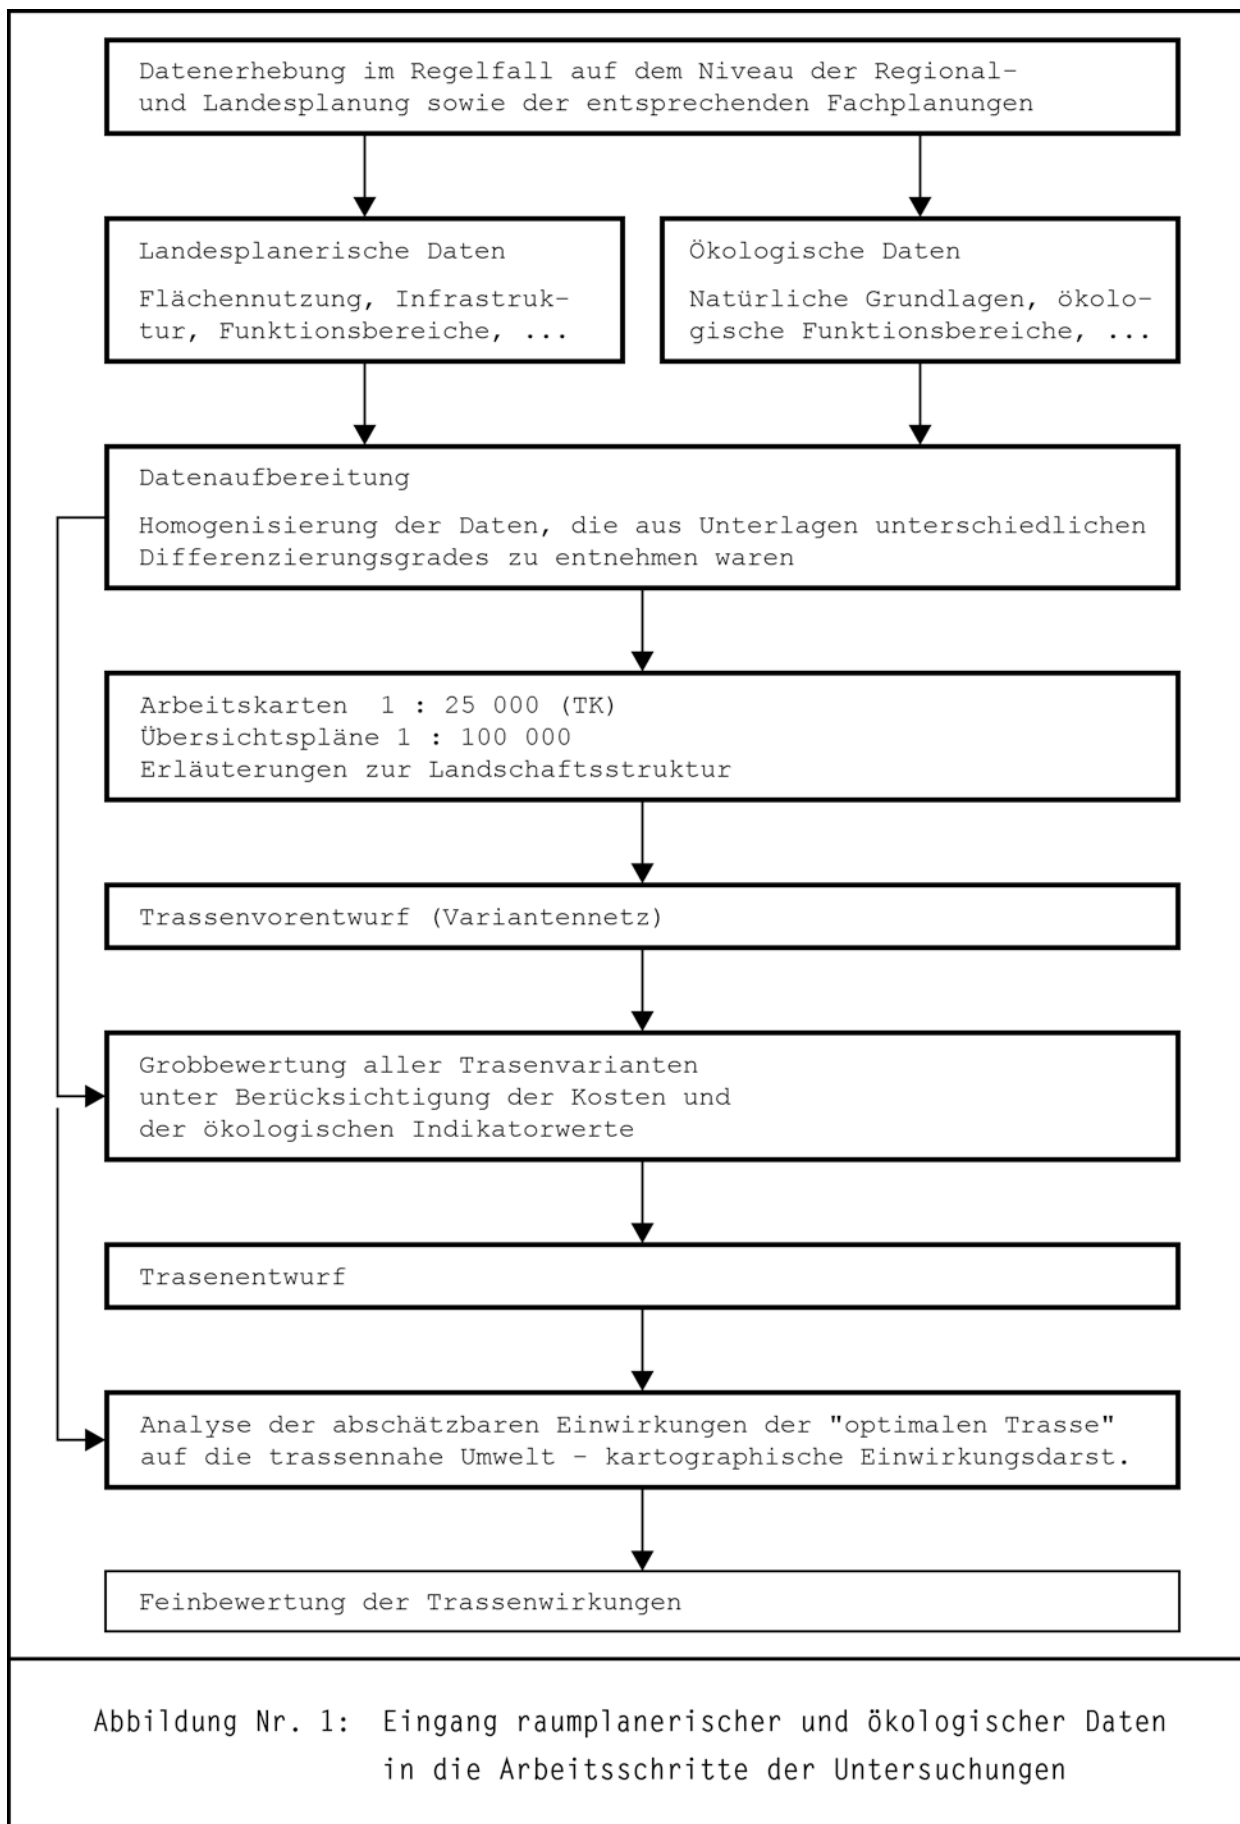 Datenerhebung im Regelfall auf dem Niveau der Regional-
und Landesplanung sowie der entsprechenden Fachplanungen
Landesplanerische Daten
Flächennutzung, Infrastruk-
tur, Funktionsbereiche, ...
Ökologische Daten
Natürliche Grundlagen, ökolo-
gische Funktionsbereiche, ...
Datenaufbereitung
Homogenisierung der Daten, die aus Unterlagen unterschiedlichen
Differenzierungsgrades zu entnehmen waren
Arbeitskarten 1 : 25 000 (TK)
Übersichtspläne 1 : 100 000
Erläuterungen zur Landschaftsstruktur
Trassenvorentwurf (Variantennetz)
Grobbewertung aller Trasenvarianten
unter Berücksichtigung der Kosten und
der ökologischen Indikatorwerte
Trasenentwurf
Analyse der abschätzbaren Einwirkungen der "optimalen Trasse"
auf die trassennahe Umwelt - kartographische Einwirkungsdarst.
Feinbewertung der Trassenwirkungen
Abbildung Nr. 1: Eingang raumplanerischer und ökologischer Daten
in die Arbeitsschritte der Untersuchungen